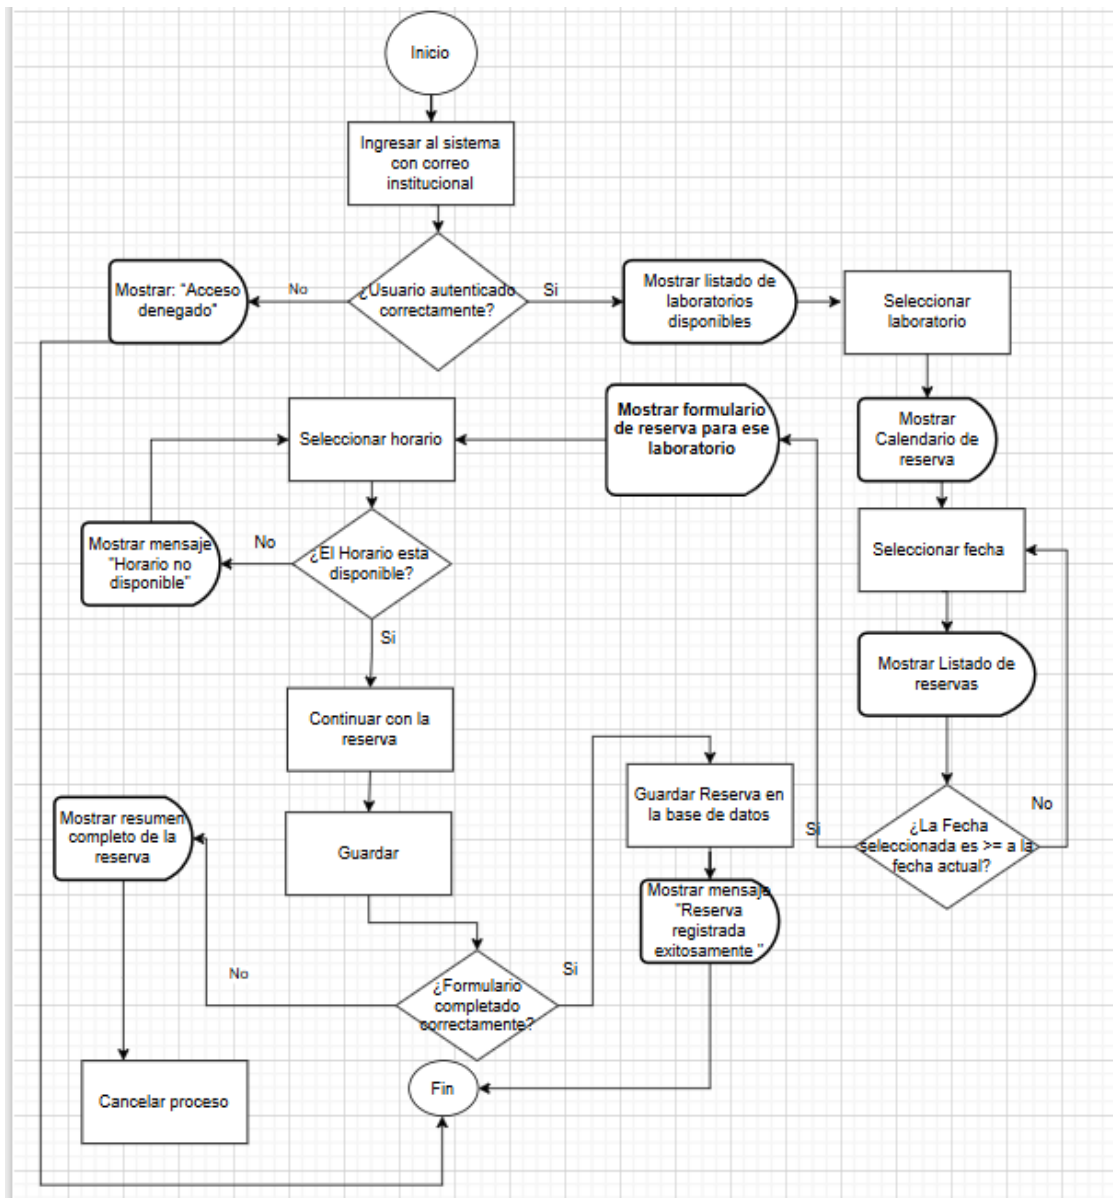 Inicio
Ingresar al sistema
con correo
institucional
¿Usuario autenticado
correctamente?
No
Si
Mostrar: "Acceso
denegado"
Mostrar listado de
laboratorios
disponibles
Seleccionar
laboratorio
Mostrar
Calendario de
reserva
Seleccionar fecha
Mostrar Listado de
reservas
¿La Fecha
seleccionada es >= a la
fecha actual?
No
Si
Mostrar formulario
de reserva para ese
laboratorio
Seleccionar horario
¿El Horario esta
disponible?
No
Mostrar mensaje
"Horario no
disponible"
Si
Continuar con la
reserva
Guardar
¿Formulario
completado
correctamente?
No
Si
Mostrar resumen
completo de la
reserva
Cancelar proceso
Guardar Reserva en
la base de datos
Mostrar mensaje
"Reserva
registrada
exitosamente "
Fin